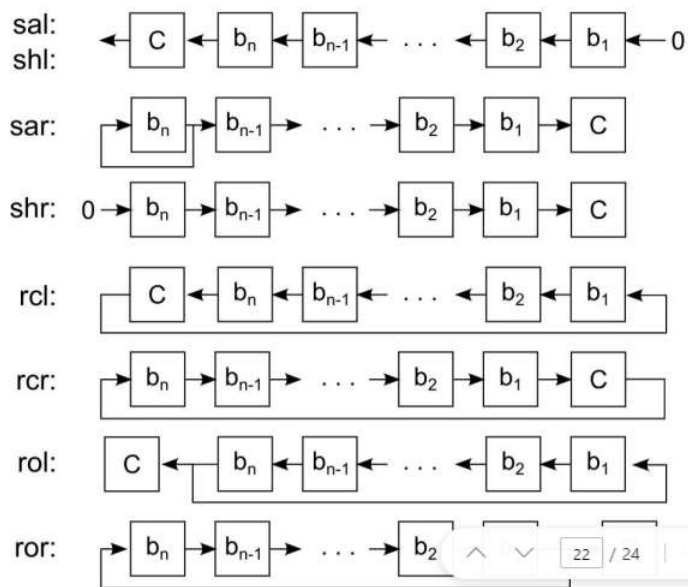 sal:
shl:
C bn bn-1 . . . b2 b1 0
sar: bn bn-1 . . . b2 b1 C
shr: 0 bn bn-1 . . . b2 b1 C
rcl: C bn bn-1 . . . b2 b1
rcr: bn bn-1 . . . b2 b1 C
rol: C bn bn-1 . . . b2 b1
ror: bn bn-1 . . . b2
22 / 24